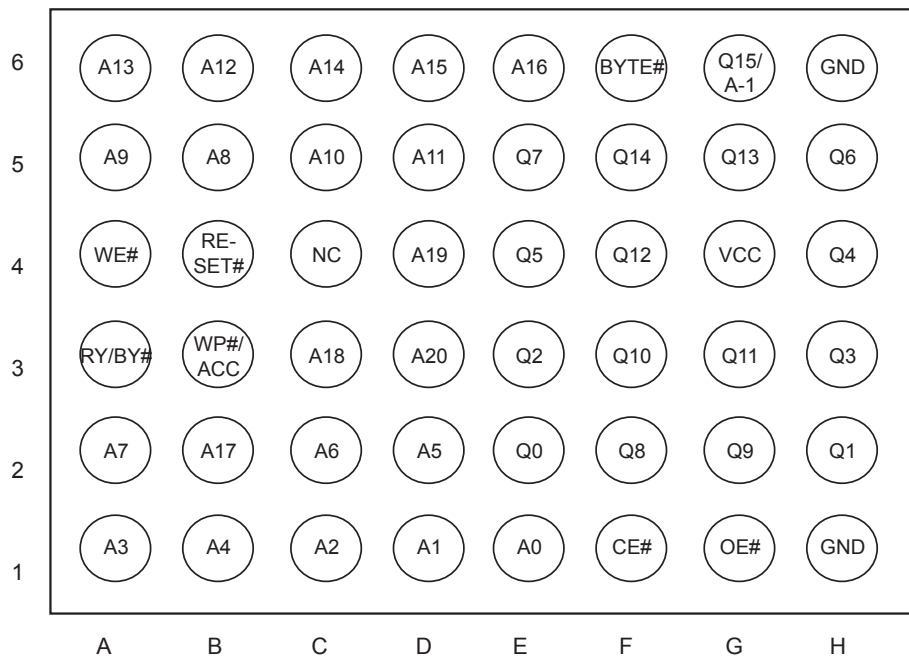 6 A13 A12 A14 A15 A16 BYTE# Q15/
A-1 GND
5 A9 A8 A10 A11 Q7 Q14 Q13 Q6
4 WE# RE-
SET# NC A19 Q5 Q12 VCC Q4
3 RY/BY# WP#/
ACC A18 A20 Q2 Q10 Q11 Q3
2 A7 A17 A6 A5 Q0 Q8 Q9 Q1
1 A3 A4 A2 A1 A0 CE# OE# GND
A B C D E F G H